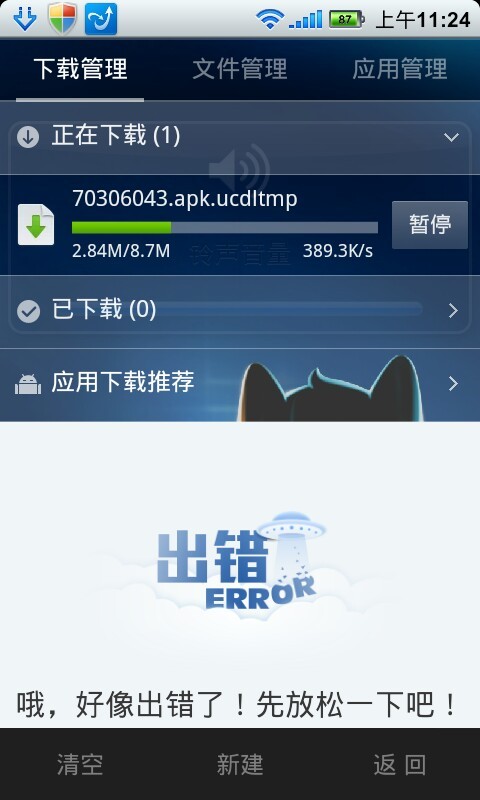 87 上午11:24
下载管理 文件管理 应用管理
正在下载 (1)
70306043.apk.ucdltmp
2.84M/8.7M 389.3K/s
暂停
铃声音量
已下载 (0)
应用下载推荐
出错
ERROR
哦，好像出错了！先放松一下吧！
清空 新建 返回